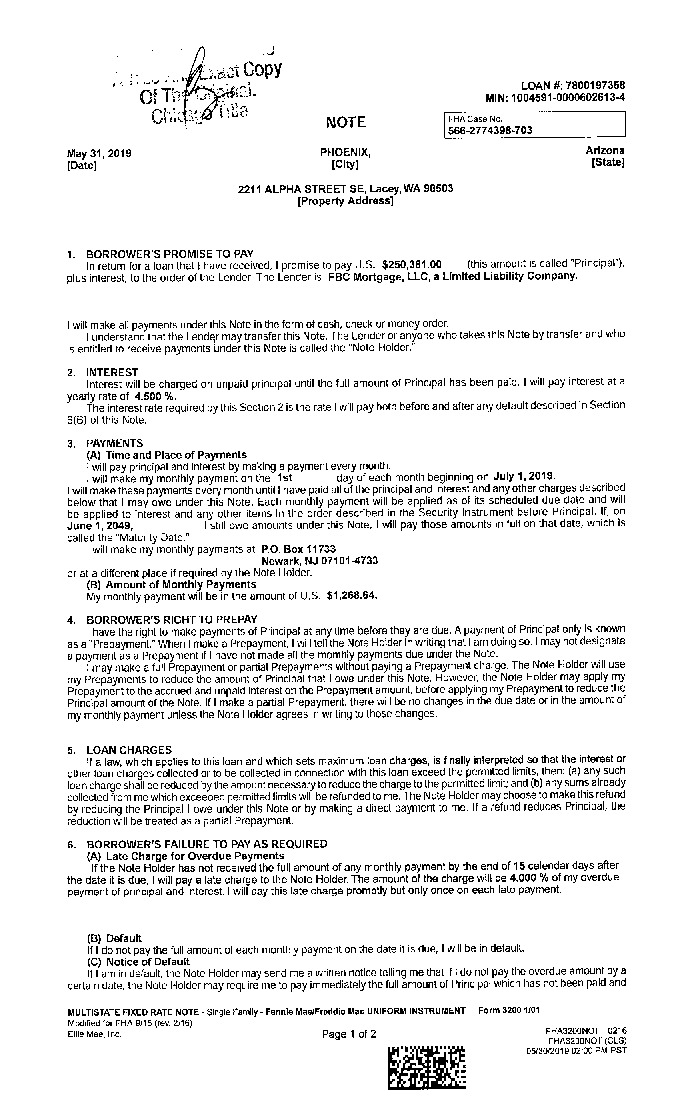 Exact Copy
Of The Original.
Chicago Title
LOAN #: 7800197358
MIN: 1004591-0000602613-4
NOTE
FHA Case No.
566-2774398-703
May 31, 2019
[Date]
PHOENIX,
[City]
Arizona
[State]
2211 ALPHA STREET SE, Lacey, WA 98503
[Property Address]
1. BORROWER'S PROMISE TO PAY
In return for a loan that I have received, I promise to pay U.S. $250,381.00 (this amount is called "Principal"),
plus interest, to the order of the Lender. The Lender is FBC Mortgage, LLC, a Limited Liability Company.
I will make all payments under this Note in the form of cash, check or money order.
I understand that the Lender may transfer this Note. The Lender or anyone who takes this Note by transfer and who
is entitled to receive payments under this Note is called the "Note Holder."
2. INTEREST
Interest will be charged on unpaid principal until the full amount of Principal has been paid. I will pay interest at a
yearly rate of 4.500 %.
The interest rate required by this Section 2 is the rate I will pay both before and after any default described in Section
6(B) of this Note.
3. PAYMENTS
(A) Time and Place of Payments
I will pay principal and interest by making a payment every month.
I will make my monthly payment on the 1st day of each month beginning on July 1, 2019.
I will make these payments every month until I have paid all of the principal and interest and any other charges described
below that I may owe under this Note. Each monthly payment will be applied as of its scheduled due date and will
be applied to interest and any other items in the order described in the Security Instrument before Principal. If, on
June 1, 2049, I still owe amounts under this Note, I will pay those amounts in full on that date, which is
called the "Maturity Date."
will make my monthly payments at P.O. Box 11733
Newark, NJ 07101-4733
or at a different place if required by the Note Holder.
(B) Amount of Monthly Payments
My monthly payment will be in the amount of U.S. $1,268.64.
4. BORROWER'S RIGHT TO PREPAY
have the right to make payments of Principal at any time before they are due. A payment of Principal only is known
as a "Prepayment." When I make a Prepayment, I will tell the Note Holder in writing that I am doing so. I may not designate
a payment as a Prepayment if I have not made all the monthly payments due under the Note.
I may make a full Prepayment or partial Prepayments without paying a Prepayment charge. The Note Holder will use
my Prepayments to reduce the amount of Principal that I owe under this Note. However, the Note Holder may apply my
Prepayment to the accrued and unpaid interest on the Prepayment amount, before applying my Prepayment to reduce the
Principal amount of the Note. If I make a partial Prepayment, there will be no changes in the due date or in the amount of
my monthly payment unless the Note Holder agrees in writing to those changes.
5. LOAN CHARGES
If a law, which applies to this loan and which sets maximum loan charges, is finally interpreted so that the interest or
other loan charges collected or to be collected in connection with this loan exceed the permitted limits, then: (a) any such
loan charge shall be reduced by the amount necessary to reduce the charge to the permitted limit; and (b) any sums already
collected from me which exceeded permitted limits will be refunded to me. The Note Holder may choose to make this refund
by reducing the Principal I owe under this Note or by making a direct payment to me. If a refund reduces Principal, the
reduction will be treated as a partial Prepayment.
6. BORROWER'S FAILURE TO PAY AS REQUIRED
(A) Late Charge for Overdue Payments
If the Note Holder has not received the full amount of any monthly payment by the end of 15 calendar days after
the date it is due, I will pay a late charge to the Note Holder. The amount of the charge will be 4.000 % of my overdue
payment of principal and interest. I will pay this late charge promptly but only once on each late payment.
(B) Default
If I do not pay the full amount of each monthly payment on the date it is due, I will be in default.
(C) Notice of Default
If I am in default, the Note Holder may send me a written notice telling me that if I do not pay the overdue amount by a
certain date, the Note Holder may require me to pay immediately the full amount of Principal which has not been paid and
MULTISTATE FIXED RATE NOTE - Single Family - Fannie Mae/Freddie Mac UNIFORM INSTRUMENT Form 3200 1/01
Modified for FHA 9/15 (rev. 2/16)
Ellie Mae, Inc.
Page 1 of 2
FHA3200NOT 0216
FHA3200NOT (CLS)
05/30/2019 02:00 PM PST